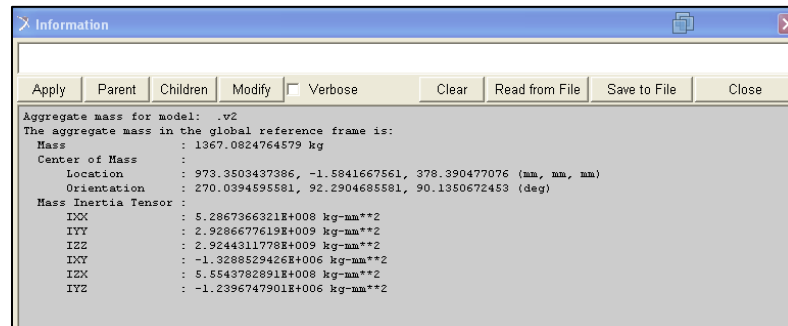 Information
Apply Parent Children Modify Verbose Clear Read from File Save to File Close
Aggregate mass for model: .v2
The aggregate mass in the global reference frame is:
Mass : 1367.0824764579 kg
Center of Mass :
Location : 973.3503437386, -1.5841667561, 378.390477076 (mm, mm, mm)
Orientation : 270.0394595581, 92.2904685581, 90.1350672453 (deg)
Mass Inertia Tensor :
IXX : 5.2867366321E+008 kg-mm**2
IYY : 2.9286677619E+009 kg-mm**2
IZZ : 2.9244311778E+009 kg-mm**2
IXY : -1.3288529426E+006 kg-mm**2
IZX : 5.5543782891E+008 kg-mm**2
IYZ : -1.2396747901E+006 kg-mm**2